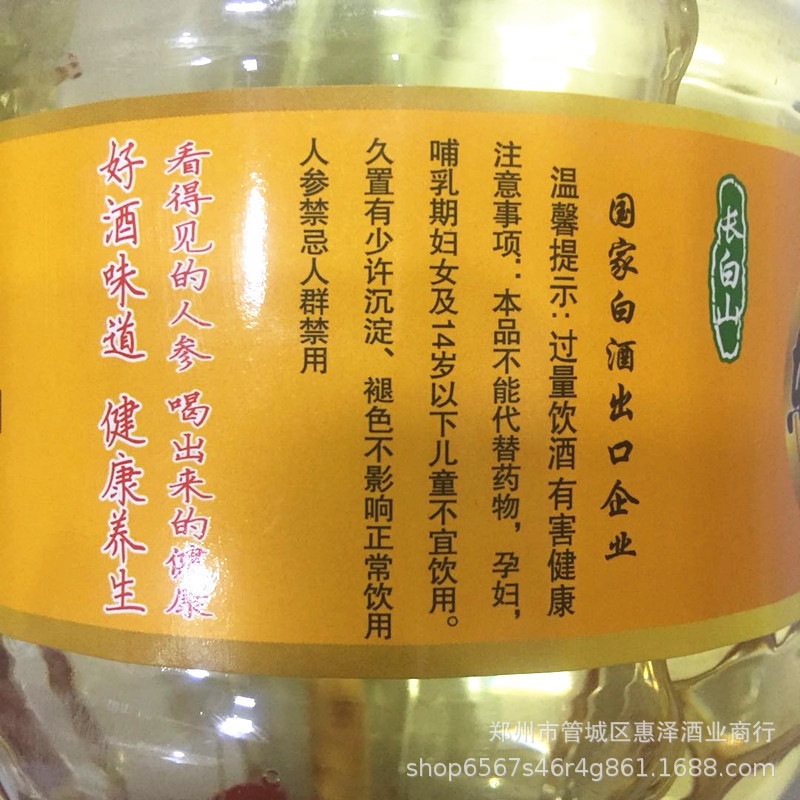 长白山
国家白酒出口企业
温馨提示：过量饮酒有害健康
注意事项：本品不能代替药物，孕妇，
哺乳期妇女及14岁以下儿童不宜饮用。
久置有少许沉淀、褪色不影响正常饮用
人参禁忌人群禁用
看得见的人参 喝出来的健康
好酒味道 健康养生
郑州市管城区惠泽酒业商行
shop6567s46r4g861.1688.com